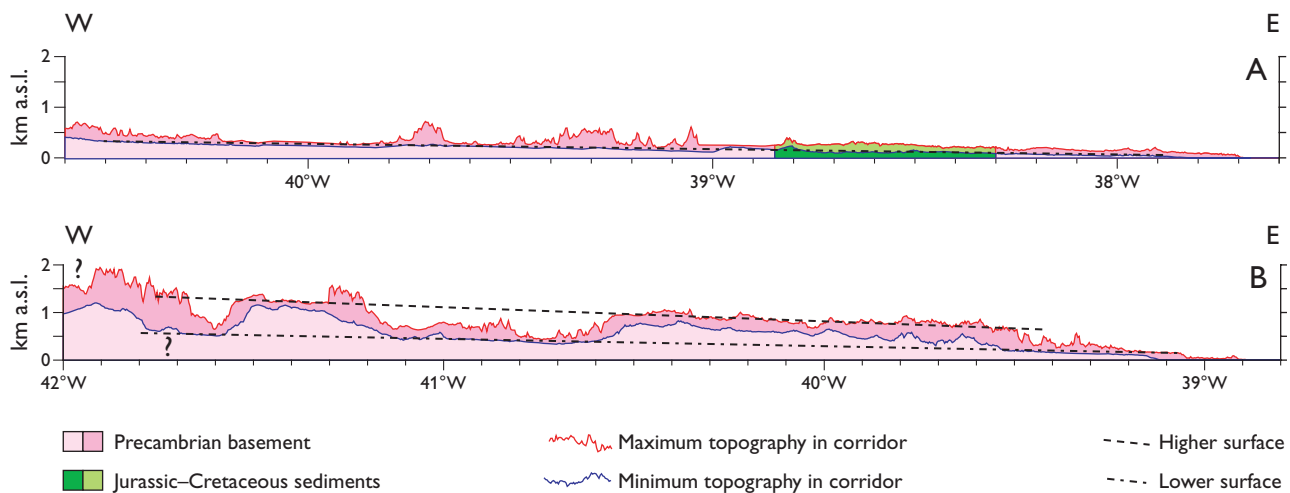 W E
A
km a.s.l.
2
1
0
40°W 39°W 38°W
W E
B
?
?
km a.s.l.
2
1
0
42°W 41°W 40°W 39°W
Precambrian basement Maximum topography in corridor Higher surface
Jurassic–Cretaceous sediments Minimum topography in corridor Lower surface